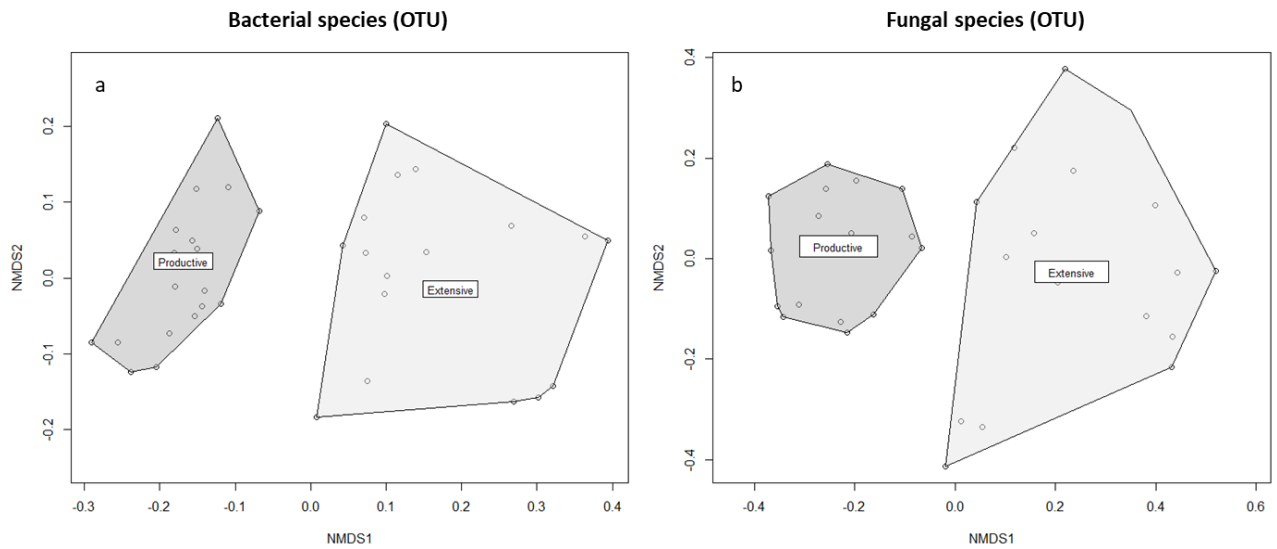 Bacterial species (OTU)
Fungal species (OTU)
a
0.2
0.1
0.0
-0.1
-0.2
NMDS2
Productive
Extensive
-0.3
-0.2
-0.1
0.0
0.1
0.2
0.3
0.4
NMDS1
b
0.4
0.2
0.0
-0.2
-0.4
NMDS2
Productive
Extensive
-0.4
-0.2
0.0
0.2
0.4
0.6
NMDS1